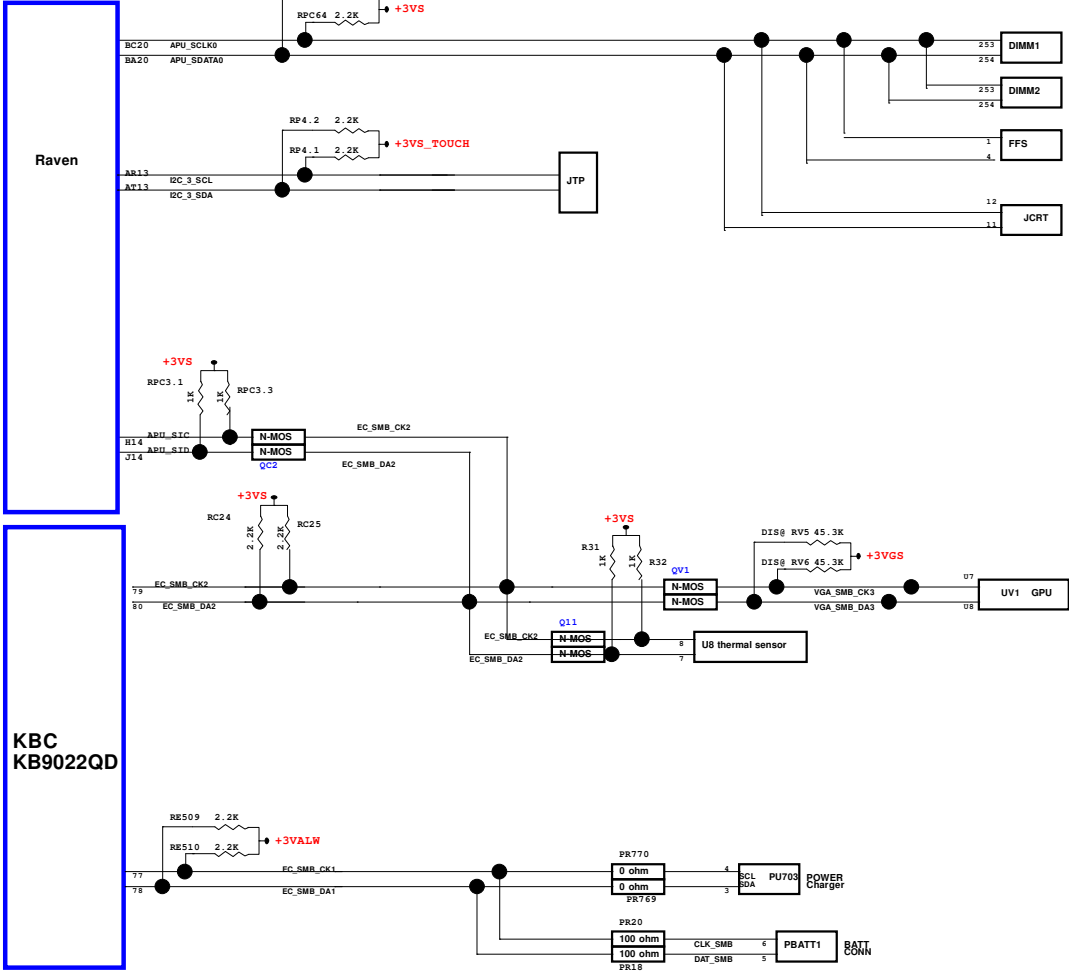 +3VS
RPC64 2.2K
BC20 APU_SCLK0
BA20 APU_SDATA0
253 DIMM1
254
253 DIMM2
254
RP4.2 2.2K
+3VS_TOUCH
RP4.1 2.2K
1 FFS
4
Raven
AR13 I2C_3_SCL
AT13 I2C_3_SDA
JTP
12 JCRT
11
+3VS
RPC3.1 1K 1K RPC3.3
APU_SIC
H14
APU_SID
J14
N-MOS
N-MOS
QC2
EC_SMB_CK2
EC_SMB_DA2
+3VS
RC24 2.2K 2.2K RC25
+3VS
R31 1K 1K R32
DIS@ RV5 45.3K
+3VGS
DIS@ RV6 45.3K
QV1
EC_SMB_CK2
79
80 EC_SMB_DA2
N-MOS
N-MOS
VGA_SMB_CK3
VGA_SMB_DA3
U7
U8
UV1 GPU
Q11
EC_SMB_CK2 N-MOS
EC_SMB_DA2 N-MOS
8
7
U8 thermal sensor
KBC
KB9022QD
RE509 2.2K
+3VALW
RE510 2.2K
77 EC_SMB_CK1
78 EC_SMB_DA1
PR770
0 ohm
0 ohm
PR769
4 SCL PU703
3 SDA
POWER
Charger
PR20
100 ohm CLK_SMB 6
100 ohm DAT_SMB 5
PR18
PBATT1
BATT
CONN